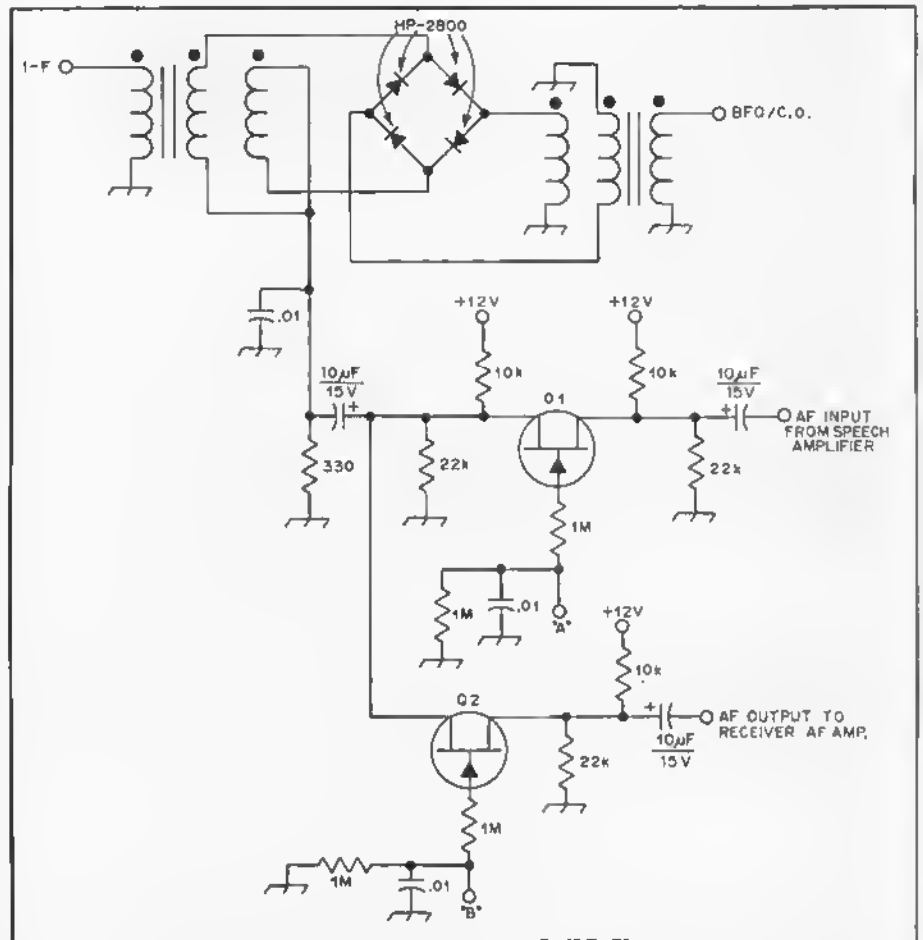 HP-2800
I-F
BFO/C.O.
.01
+12V
+12V
10k
10k
10µF
15V
Q1
10µF
15V
AF INPUT
FROM SPEECH
AMPLIFIER
330
22k
22k
1M
1M
.01
"A"
+12V
10k
Q2
AF OUTPUT TO
RECEIVER AF AMP.
22k
10µF
15V
1M
1M
.01
"B"